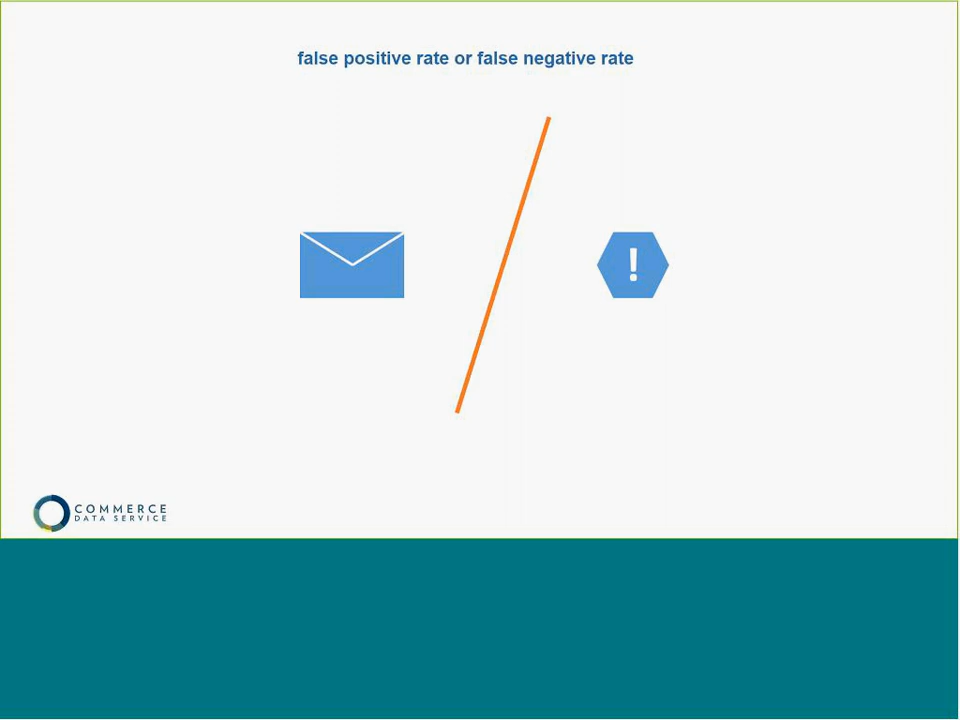 false positive rate or false negative rate
!
COMMERCE
DATA SERVICE